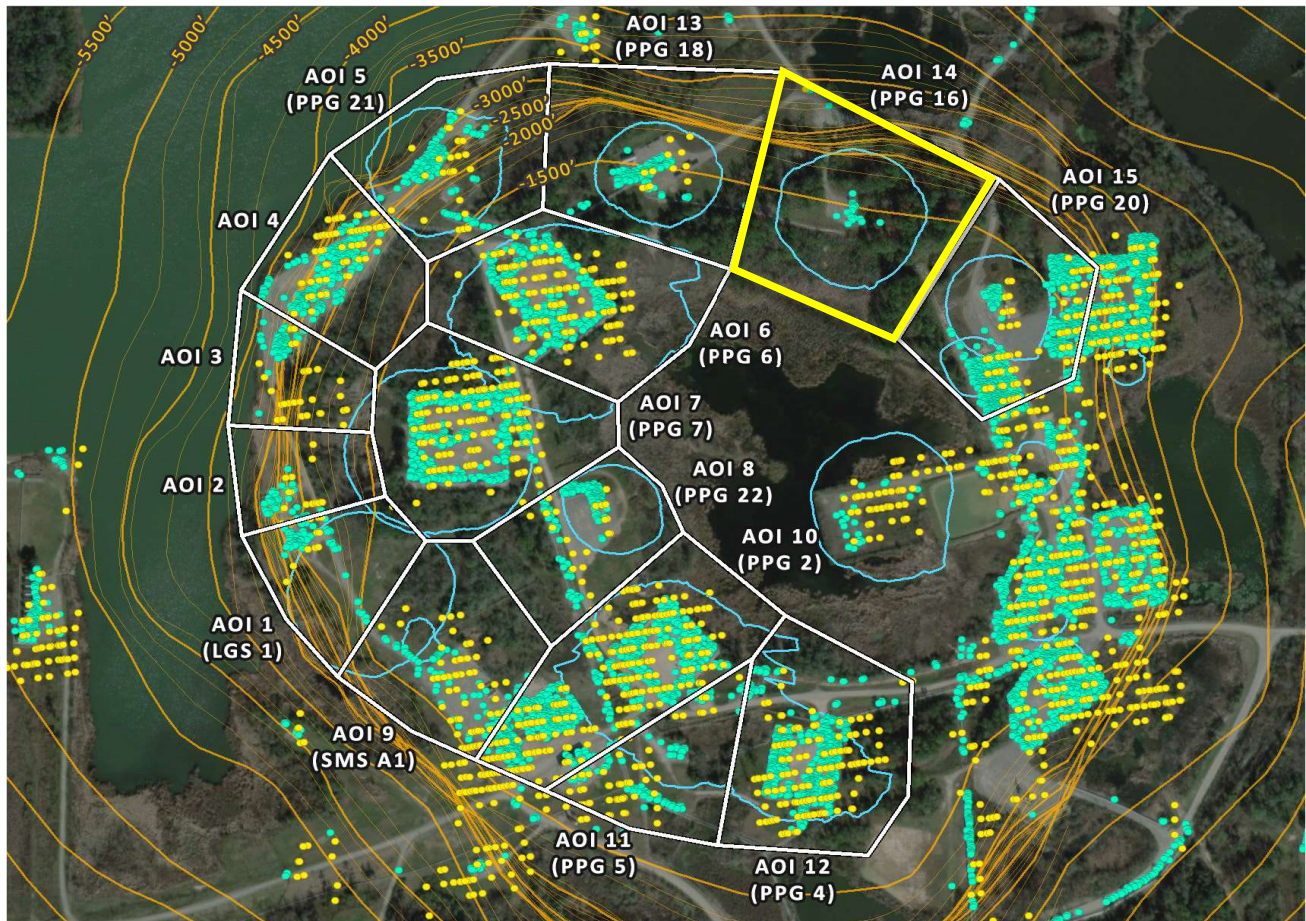 -5500'
-5000'
-4500'
-4000'
-3500'
-3000'
-2500'
-2000'
-1500'
AOI 13
(PPG 18)
AOI 14
(PPG 16)
AOI 5
(PPG 21)
AOI 15
(PPG 20)
AOI 4
AOI 3
AOI 6
(PPG 6)
AOI 7
(PPG 7)
AOI 8
(PPG 22)
AOI 2
AOI 10
(PPG 2)
AOI 1
(LGS 1)
AOI 9
(SMS A1)
AOI 11
(PPG 5)
AOI 12
(PPG 4)